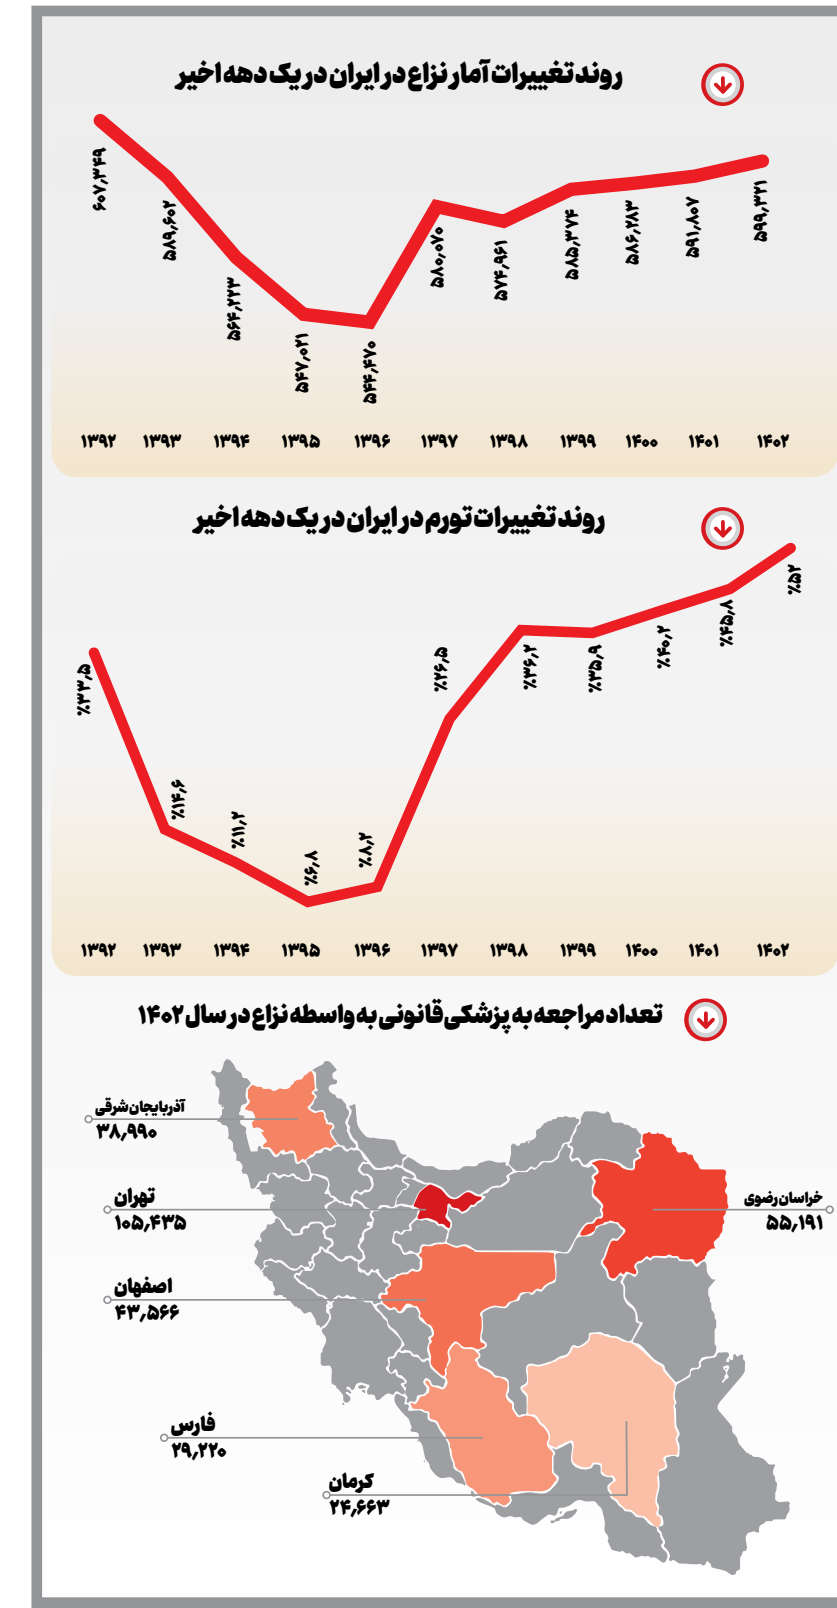 روند تغییرات آمار نزاع در ایران در یک دهه اخیر
۶۰۷,۳۴۹
۵۸۹,۶۰۲
۵۶۴,۲۲۳
۵۴۷,۰۲۱
۵۴۴,۴۷۰
۵۸۰,۰۷۰
۵۷۴,۹۶۱
۵۸۵,۳۷۴
۵۸۶,۲۸۳
۵۹۱,۸۰۷
۵۹۹,۳۲۱
۱۳۹۲ ۱۳۹۳ ۱۳۹۴ ۱۳۹۵ ۱۳۹۶ ۱۳۹۷ ۱۳۹۸ ۱۳۹۹ ۱۴۰۰ ۱۴۰۱ ۱۴۰۲
روند تغییرات تورم در ایران در یک دهه اخیر
٪۳۳,۵
٪۱۴,۶
٪۱۱,۲
٪۶,۸
٪۸,۲
٪۲۶,۵
٪۳۶,۲
٪۳۵,۹
٪۴۰,۲
٪۴۵,۸
٪۵۲
۱۳۹۲ ۱۳۹۳ ۱۳۹۴ ۱۳۹۵ ۱۳۹۶ ۱۳۹۷ ۱۳۹۸ ۱۳۹۹ ۱۴۰۰ ۱۴۰۱ ۱۴۰۲
تعداد مراجعه به پزشکی قانونی به واسطه نزاع در سال ۱۴۰۲
آذربایجان شرقی
۳۸,۹۹۰
تهران
۱۰۵,۴۳۵
خراسان رضوی
۵۵,۱۹۱
اصفهان
۴۳,۵۶۶
فارس
۲۹,۲۲۰
کرمان
۲۴,۶۶۳